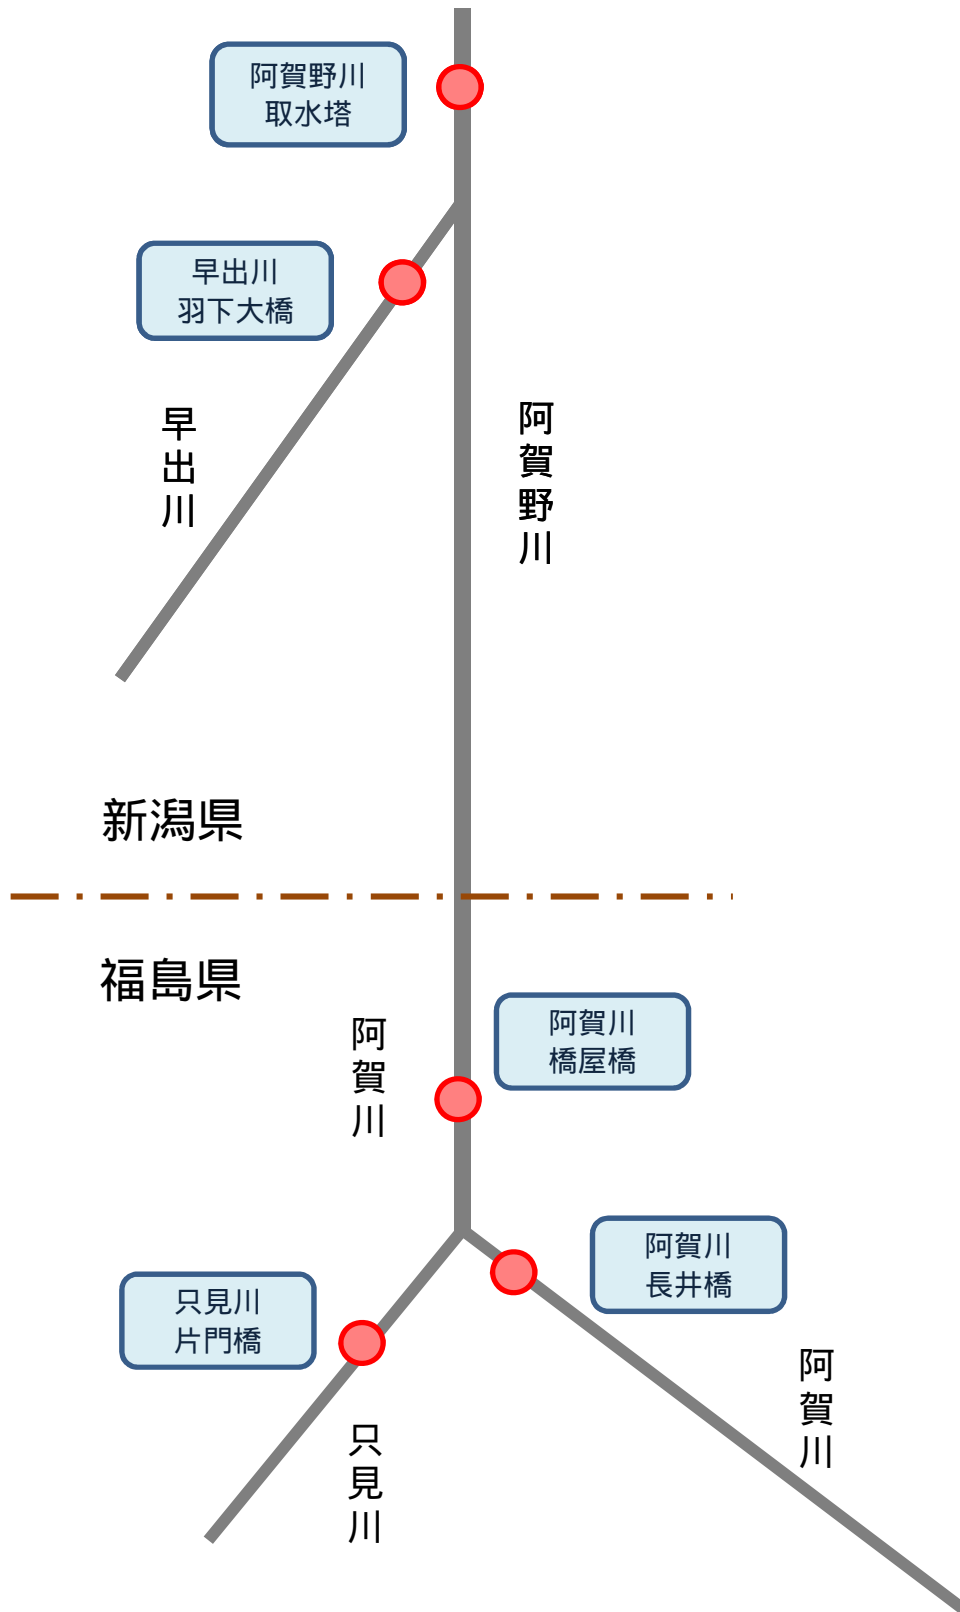 阿賀野川
取水塔
早出川
羽下大橋
早出川
阿賀野川
新潟県
福島県
阿賀川
橋屋橋
阿賀川
阿賀川
長井橋
只見川
片門橋
阿賀川
只見川